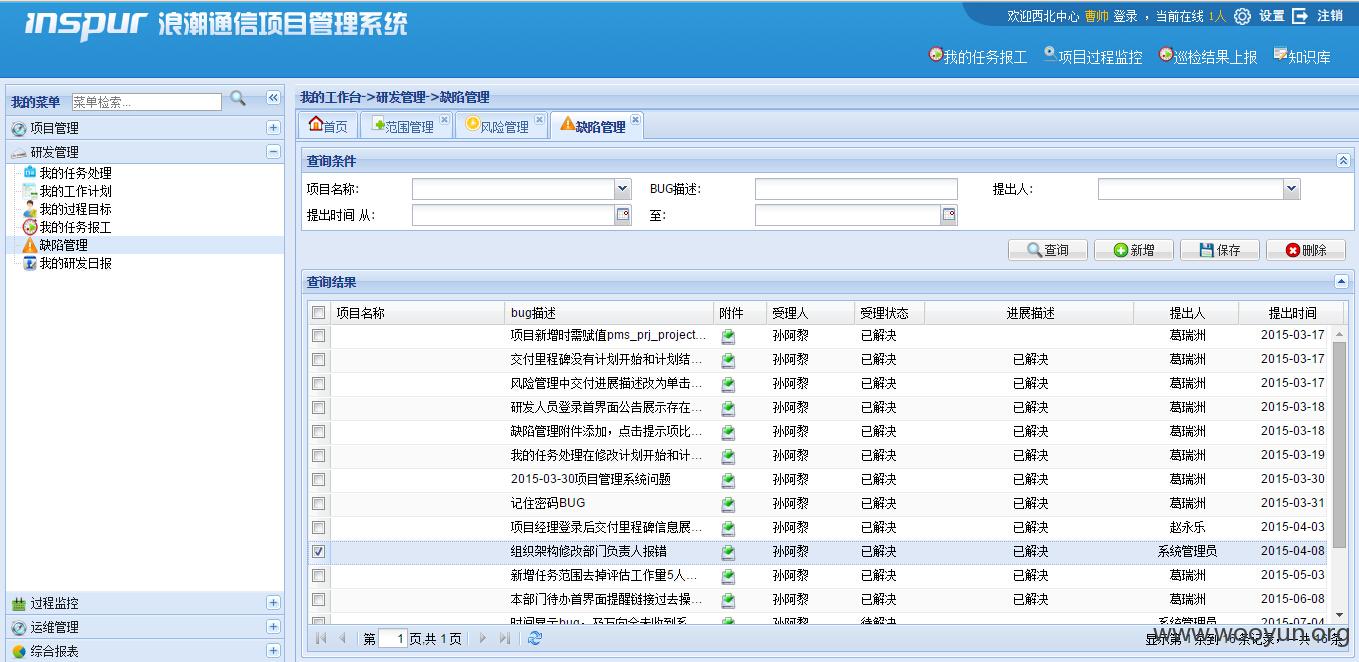 inspur 浪潮通信项目管理系统
欢迎西北中心 曹帅 登录 ，当前在线 1人 设置 注销
我的任务报工 项目过程监控 巡检结果上报 知识库
我的菜单 菜单检索...
项目管理
研发管理
我的任务处理
我的工作计划
我的过程目标
我的任务报工
缺陷管理
我的研发日报
过程监控
运维管理
综合报表
我的工作台->研发管理->缺陷管理
首页 范围管理 风险管理 缺陷管理
查询条件
项目名称: BUG描述: 提出人:
提出时间 从: 至:
查询 新增 保存 删除
查询结果
项目名称 bug描述 附件 受理人 受理状态 进展描述 提出人 提出时间
项目新增时需赋值pms_prj_project... 孙阿黎 已解决 葛瑞洲 2015-03-17
交付里程碑没有计划开始和计划结... 孙阿黎 已解决 已解决 葛瑞洲 2015-03-17
风险管理中交付进展描述改为单击... 孙阿黎 已解决 已解决 葛瑞洲 2015-03-17
研发人员登录首界面公告展示存在... 孙阿黎 已解决 已解决 葛瑞洲 2015-03-18
缺陷管理附件添加，点击提示项比... 孙阿黎 已解决 已解决 葛瑞洲 2015-03-18
我的任务处理在修改计划开始和计... 孙阿黎 已解决 已解决 葛瑞洲 2015-03-19
2015-03-30项目管理系统问题 孙阿黎 已解决 已解决 葛瑞洲 2015-03-30
记住密码BUG 孙阿黎 已解决 已解决 葛瑞洲 2015-03-31
项目经理登录后交付里程碑信息展... 孙阿黎 已解决 已解决 赵永乐 2015-04-03
组织架构修改部门负责人报错 孙阿黎 已解决 已解决 系统管理员 2015-04-08
新增任务范围去掉评估工作量5人... 孙阿黎 已解决 已解决 葛瑞洲 2015-05-03
本部门待办首界面提醒链接过去操... 孙阿黎 已解决 已解决 葛瑞洲 2015-06-08
时间显示bug，孙阿黎 待解决 系统管理员 2015-07-04
第 1 页,共 1 页
显示第 1 条到 16 条记录，一共 16 条
www.wooyun.org